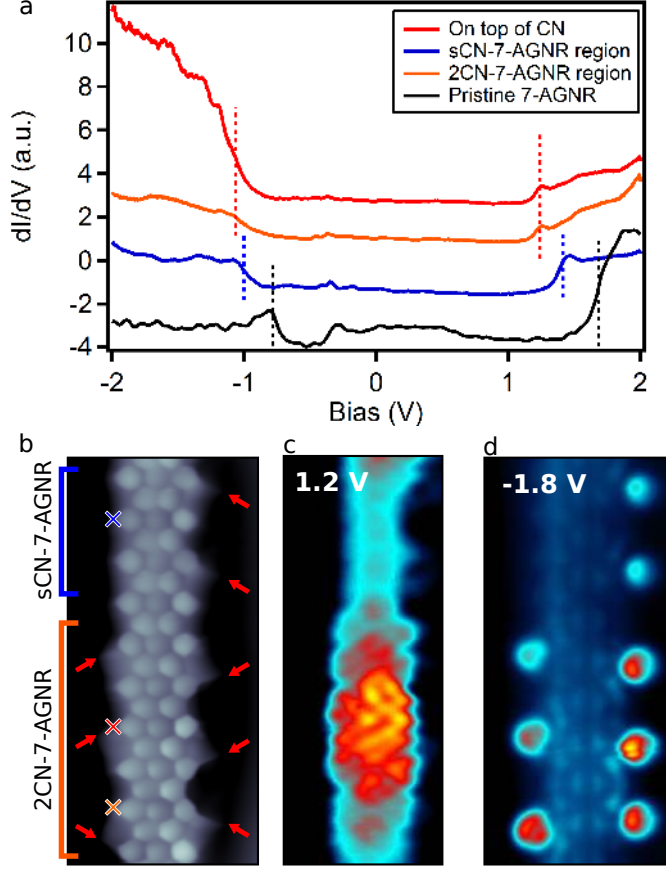 a
On top of CN
sCN-7-AGNR region
2CN-7-AGNR region
Pristine 7-AGNR
dI/dV (a.u.)
10
8
6
4
2
0
-2
-4
-2
-1
0
1
2
Bias (V)
b
c
d
sCN-7-AGNR
2CN-7-AGNR
1.2 V
-1.8 V